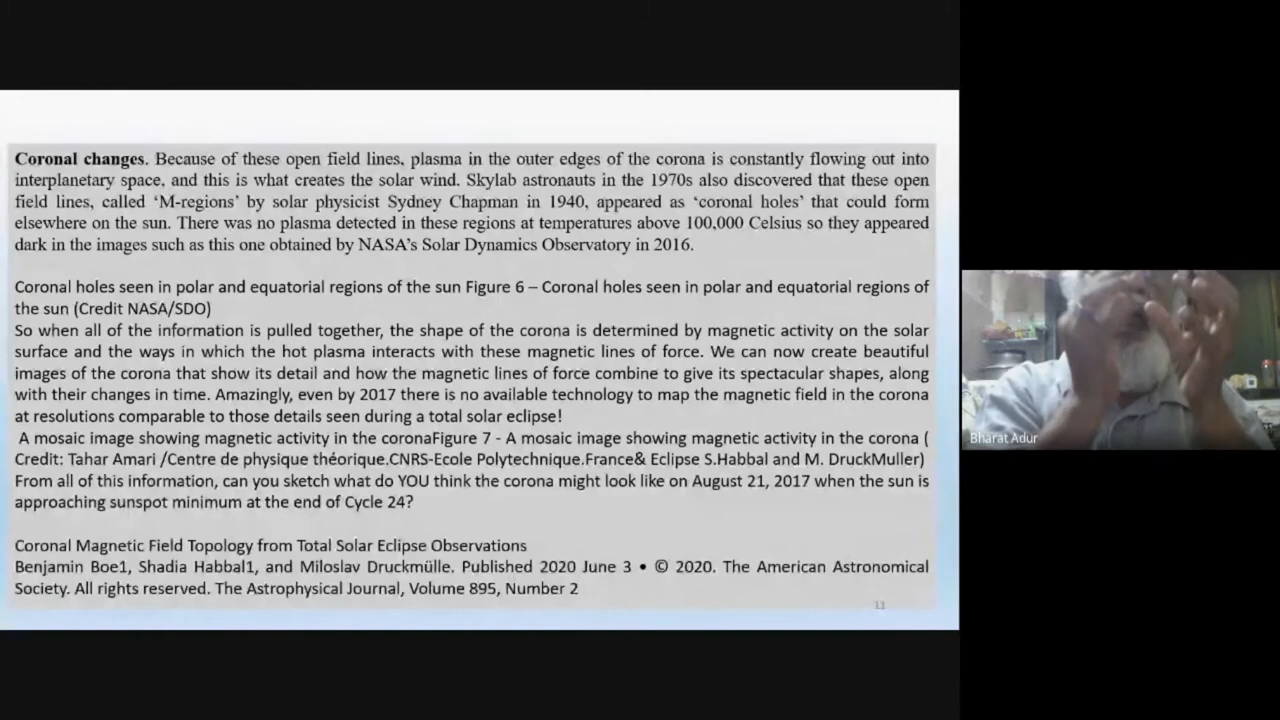 Coronal changes. Because of these open field lines, plasma in the outer edges of the corona is constantly flowing out into
interplanetary space, and this is what creates the solar wind. Skylab astronauts in the 1970s also discovered that these open
field lines, called ‘M-regions’ by solar physicist Sydney Chapman in 1940, appeared as ‘coronal holes’ that could form
elsewhere on the sun. There was no plasma detected in these regions at temperatures above 100,000 Celsius so they appeared
dark in the images such as this one obtained by NASA’s Solar Dynamics Observatory in 2016.
Coronal holes seen in polar and equatorial regions of the sun Figure 6 – Coronal holes seen in polar and equatorial regions of
the sun (Credit NASA/SDO)
So when all of the information is pulled together, the shape of the corona is determined by magnetic activity on the solar
surface and the ways in which the hot plasma interacts with these magnetic lines of force. We can now create beautiful
images of the corona that show its detail and how the magnetic lines of force combine to give its spectacular shapes, along
with their changes in time. Amazingly, even by 2017 there is no available technology to map the magnetic field in the corona
at resolutions comparable to those details seen during a total solar eclipse!
A mosaic image showing magnetic activity in the coronaFigure 7 - A mosaic image showing magnetic activity in the corona (
Credit: Tahar Amari /Centre de physique théorique.CNRS-Ecole Polytechnique.France& Eclipse S.Habbal and M. DruckMuller)
From all of this information, can you sketch what do YOU think the corona might look like on August 21, 2017 when the sun is
approaching sunspot minimum at the end of Cycle 24?
Coronal Magnetic Field Topology from Total Solar Eclipse Observations
Benjamin Boe1, Shadia Habbal1, and Miloslav Druckmülle. Published 2020 June 3 • © 2020. The American Astronomical
Society. All rights reserved. The Astrophysical Journal, Volume 895, Number 2
11
Bharat Adur